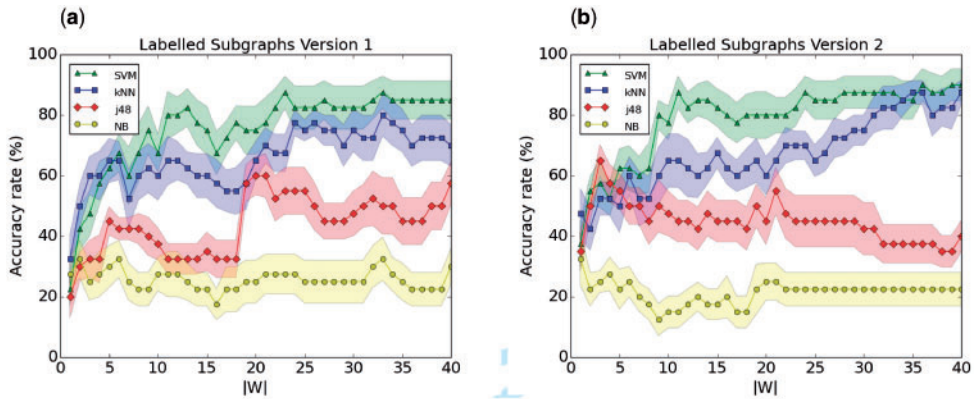 (a)
Labelled Subgraphs Version 1
Accuracy rate (%)
100
80
60
40
20
0
SVM
kNN
j48
NB
0 5 10 15 20 25 30 35 40
|W|
(b)
Labelled Subgraphs Version 2
Accuracy rate (%)
100
80
60
40
20
0
SVM
kNN
j48
NB
0 5 10 15 20 25 30 35 40
|W|